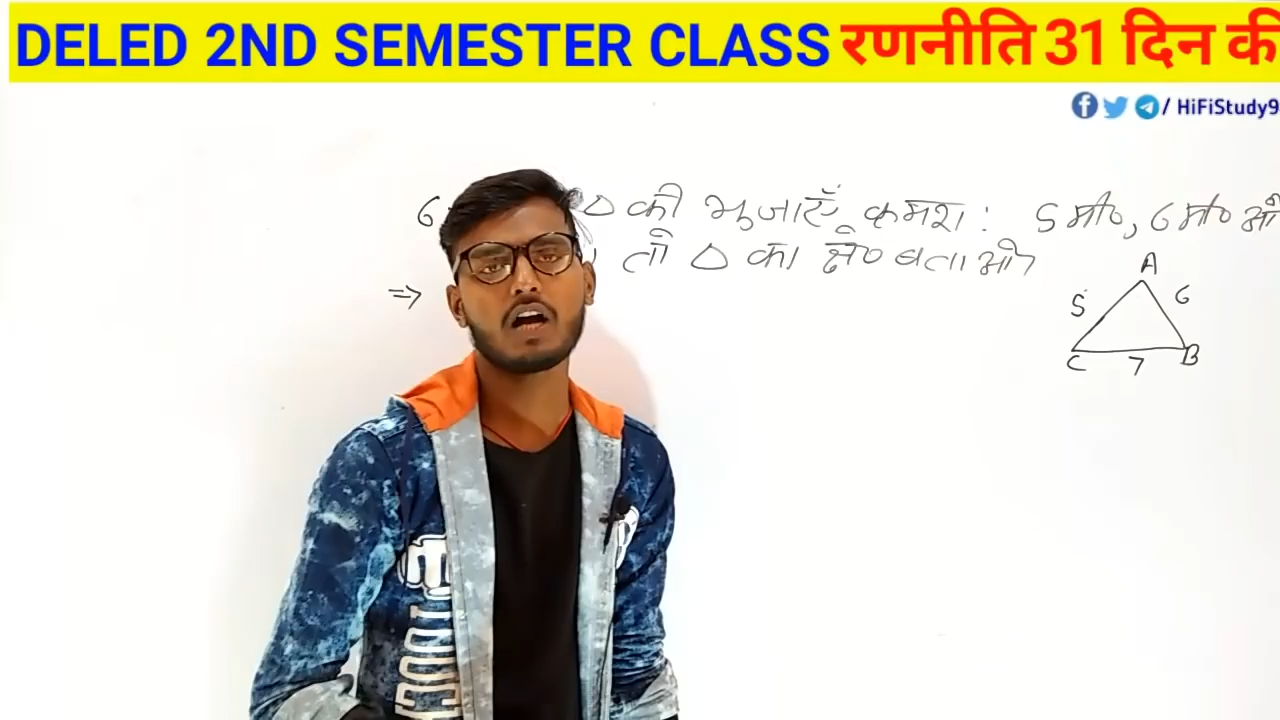 DELED 2ND SEMESTER CLASS रणनीति 31 दिन की
/ HiFiStudy9
6
△ की भुजाएँ क्रमश: 5 मी०, 6 मी० औ
तो △ का क्षे० बताओ?
⇒
A
5 6
C 7 B